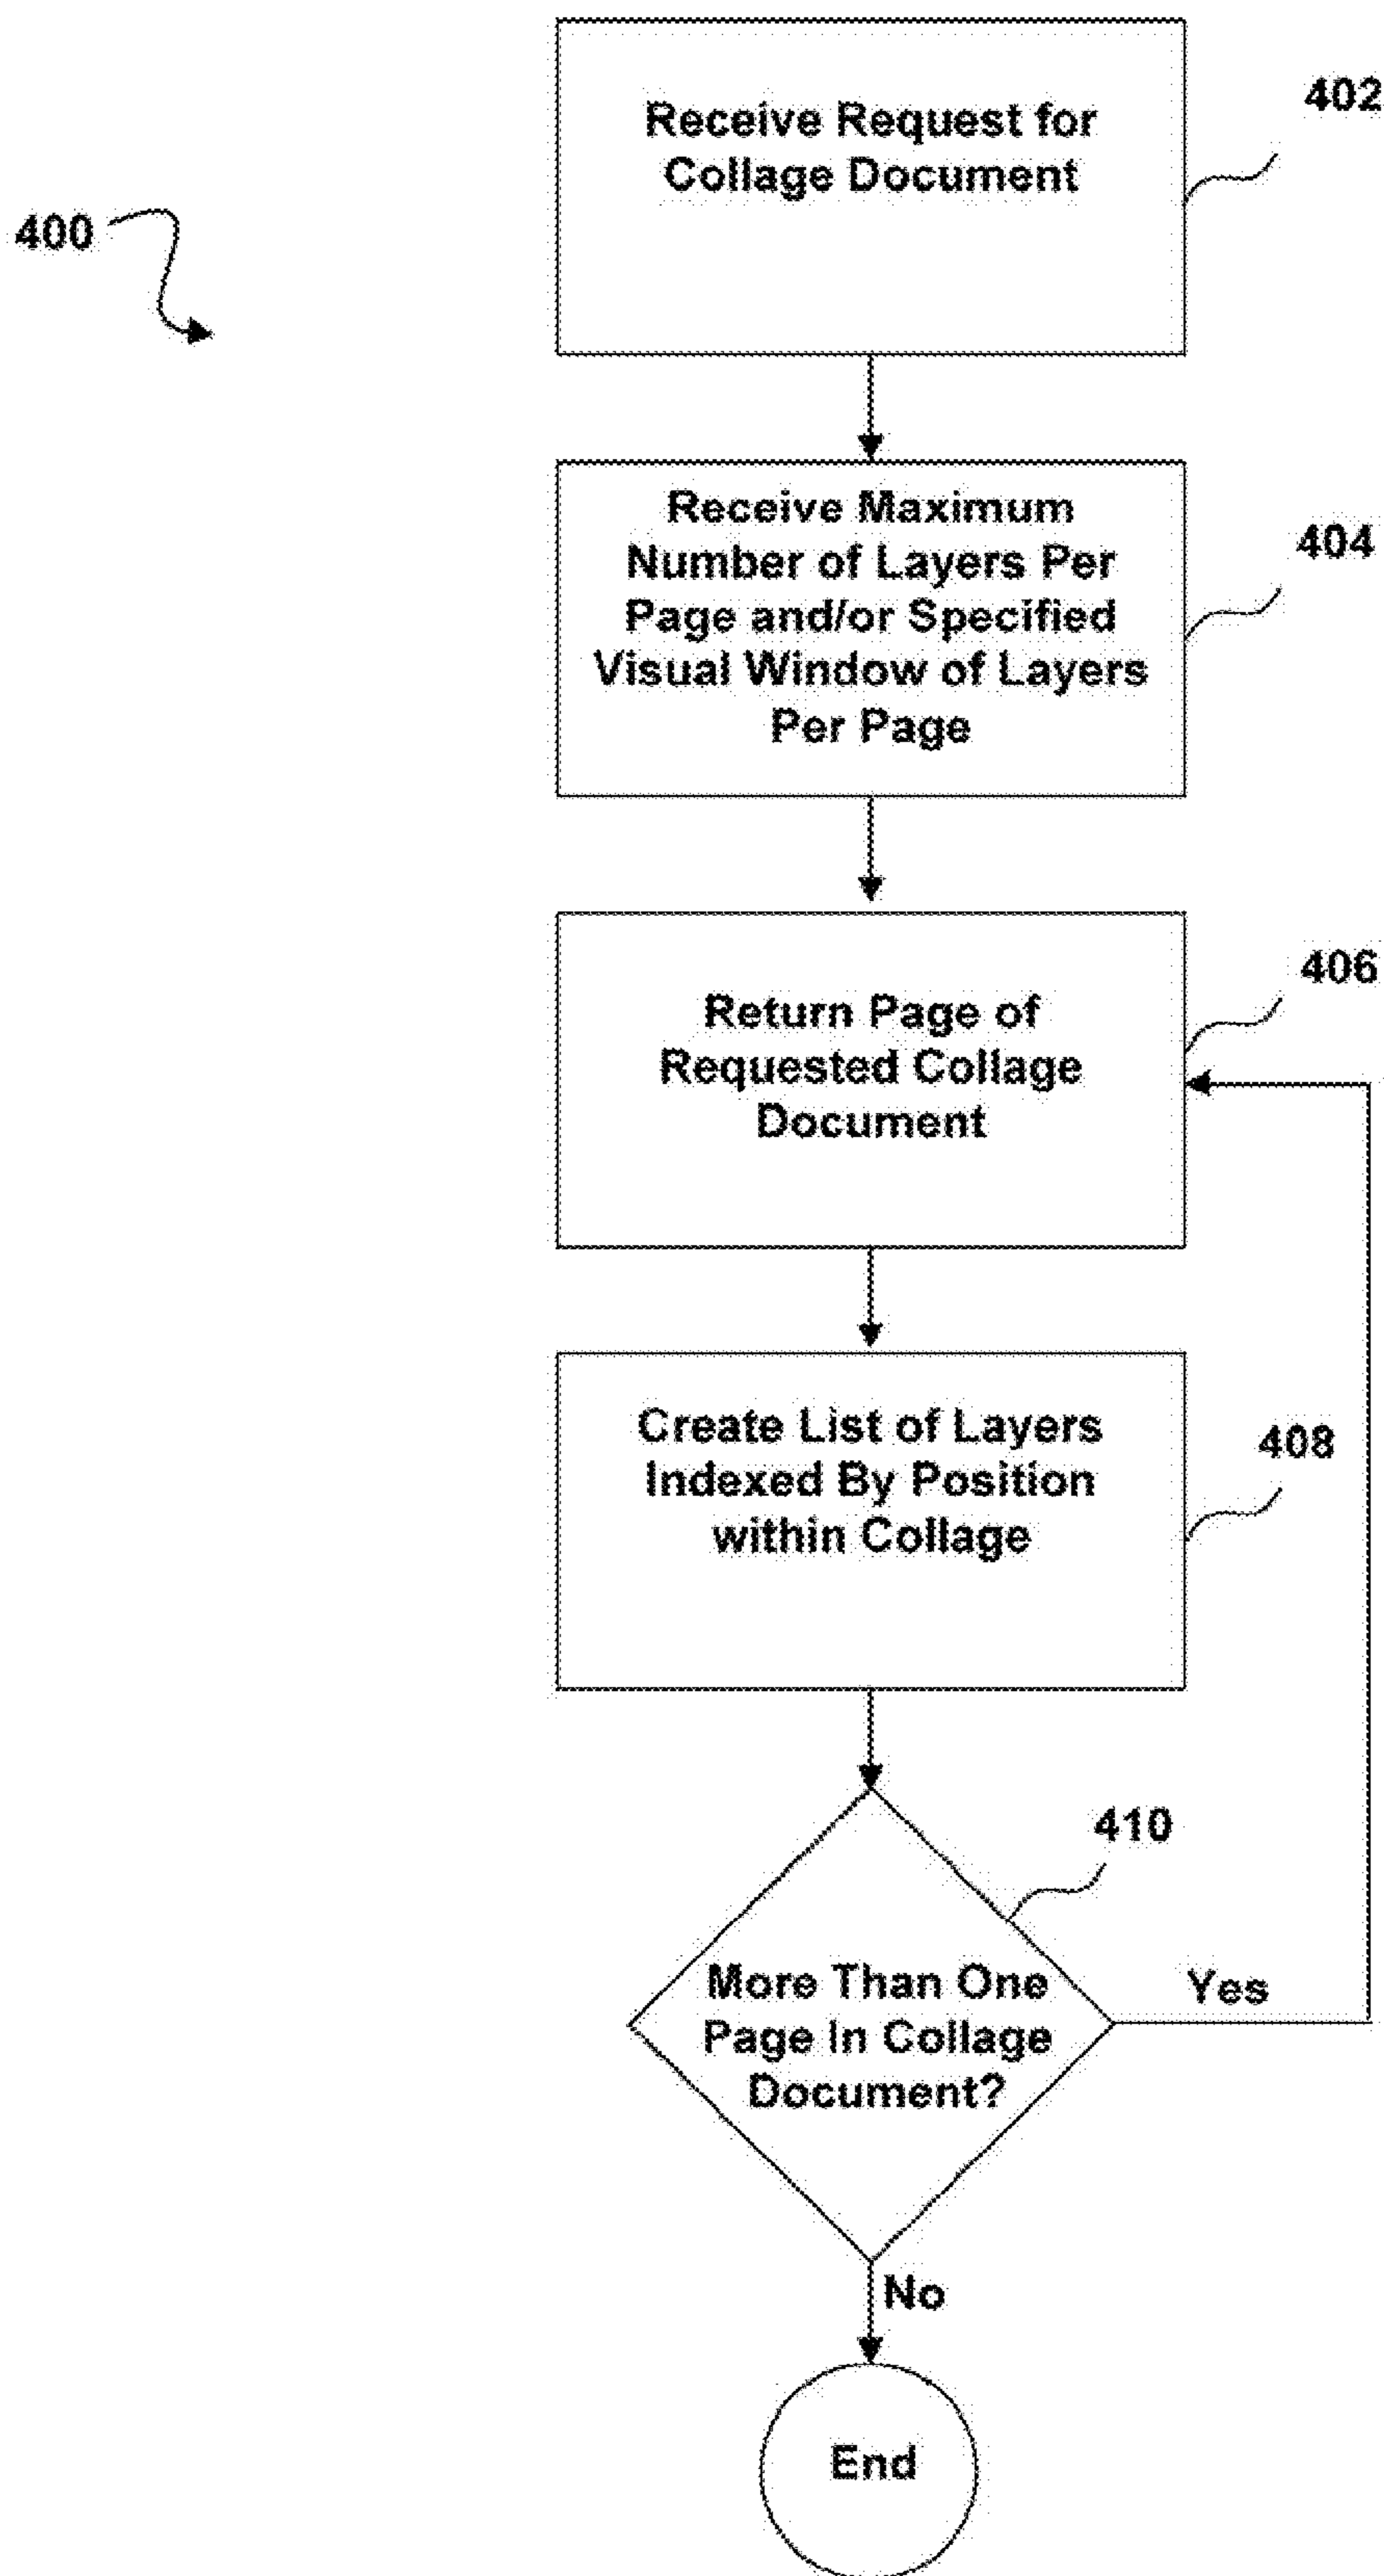 Receive Request for
Collage Document
402
400
Receive Maximum
Number of Layers Per
Page and/or Specified
Visual Window of Layers
Per Page
404
Return Page of
Requested Collage
Document
406
Create List of Layers
Indexed By Position
within Collage
408
410
More Than One
Page In Collage
Document?
Yes
No
End